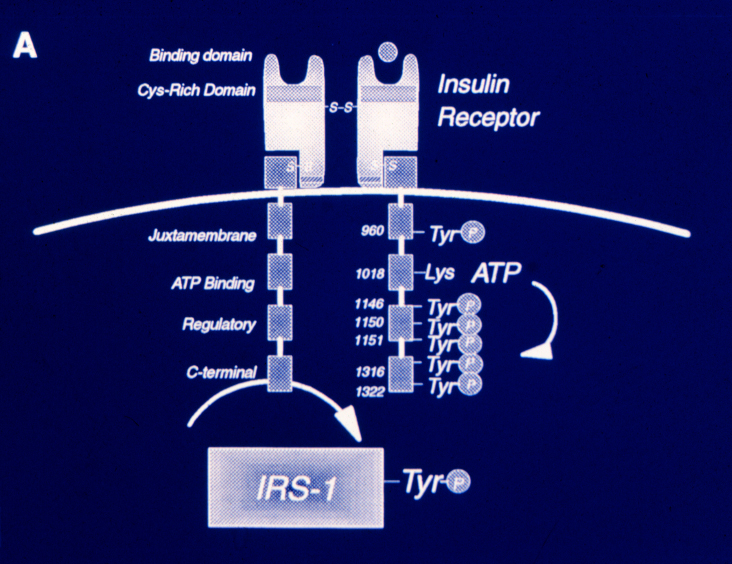 A
Binding domain
Cys-Rich Domain
Insulin
Receptor
S-S
S-S
S-S
Juxtamembrane
960
Tyr P
ATP Binding
1018
Lys ATP
Regulatory
1146
Tyr P
1150
Tyr P
1151
Tyr P
C-terminal
1316
Tyr P
1322
Tyr P
IRS-1
Tyr P